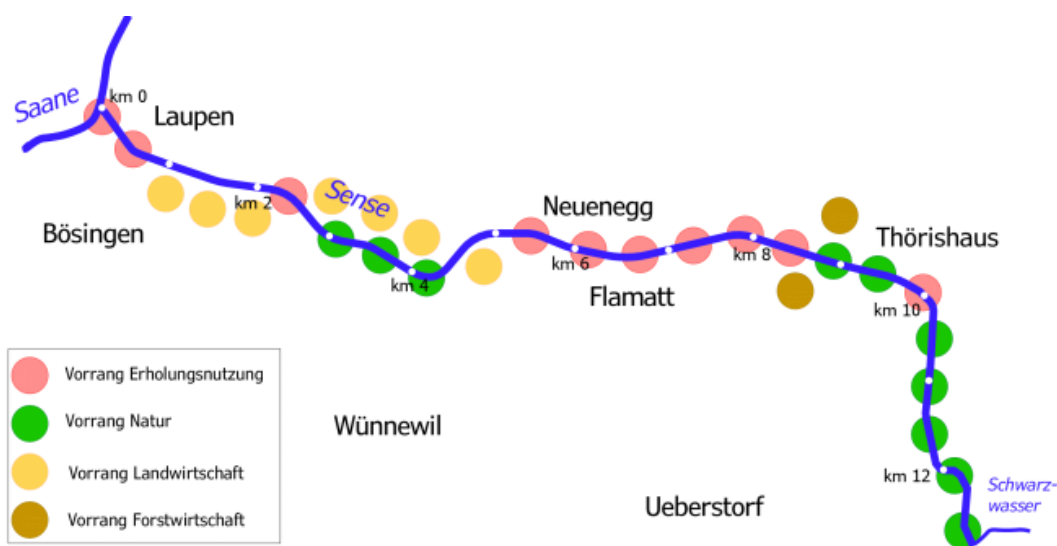 km 0
Saane
Laupen
km 2
Sense
Bösingen
km 4
Neuenegg
km 6
Flamatt
km 8
Thörishaus
km 10
Vorrang Erholungsnutzung
Vorrang Natur
Vorrang Landwirtschaft
Vorrang Forstwirtschaft
Wünnewil
km 12
Ueberstorf
Schwarz-
wasser